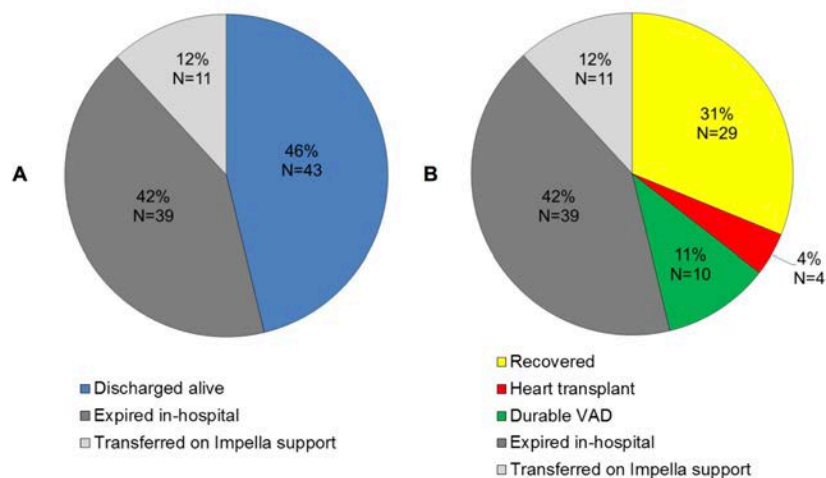 A
12%
N=11
46%
N=43
42%
N=39
Discharged alive
Expired in-hospital
Transferred on Impella support
B
12%
N=11
31%
N=29
42%
N=39
11%
N=10
4%
N=4
Recovered
Heart transplant
Durable VAD
Expired in-hospital
Transferred on Impella support